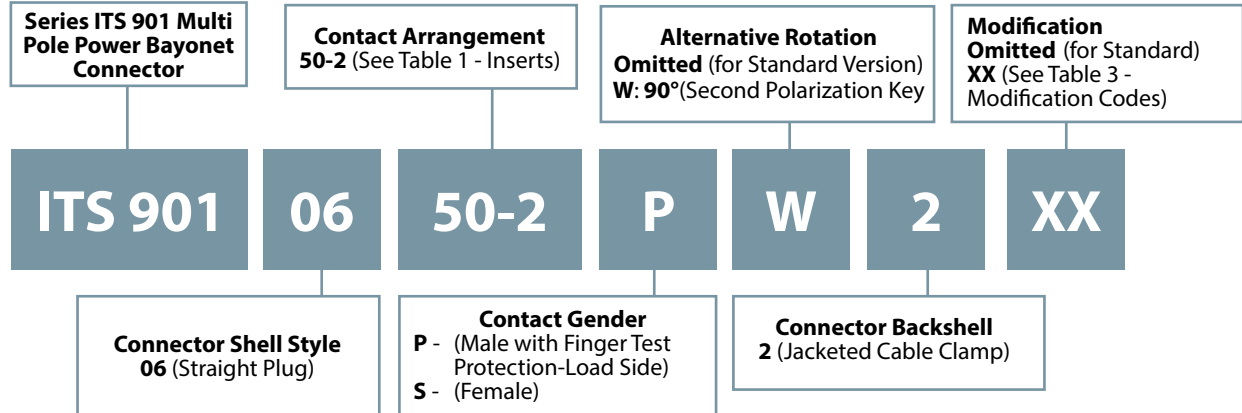 Series ITS 901 Multi
Pole Power Bayonet
Connector
Contact Arrangement
50-2 (See Table 1 - Inserts)
Alternative Rotation
Omitted (for Standard Version)
W: 90°(Second Polarization Key
Modification
Omitted (for Standard)
XX (See Table 3 -
Modification Codes)
ITS 901 06 50-2 P W 2 XX
Connector Shell Style
06 (Straight Plug)
Contact Gender
P - (Male with Finger Test
Protection-Load Side)
S - (Female)
Connector Backshell
2 (Jacketed Cable Clamp)